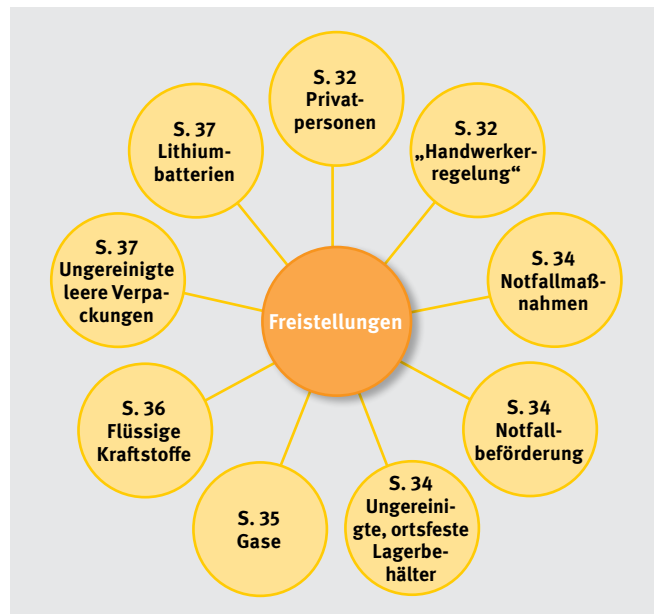 S. 32
Privat-
personen
S. 32
„Handwerker-
regelung“
S. 34
Notfallmaß-
nahmen
S. 34
Notfall-
beförderung
S. 34
Ungereini-
gte, ortsfeste
Lagerbe-
hälter
S. 35
Gase
S. 36
Flüssige
Kraftstoffe
S. 37
Ungereinigte
leere Verpa-
ckungen
S. 37
Lithium-
batterien
Freistellungen